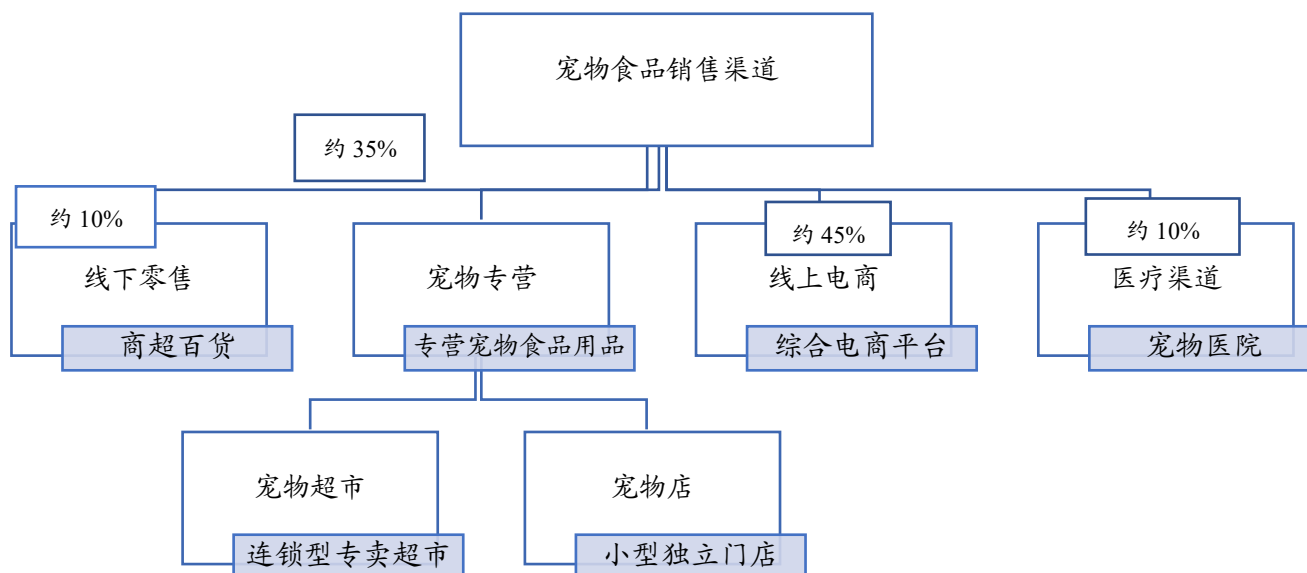 宠物食品销售渠道
约 35%
约 10%
线下零售
商超百货
宠物专营
专营宠物食品用品
约 45%
线上电商
综合电商平台
约 10%
医疗渠道
宠物医院
宠物超市
连锁型专卖超市
宠物店
小型独立门店